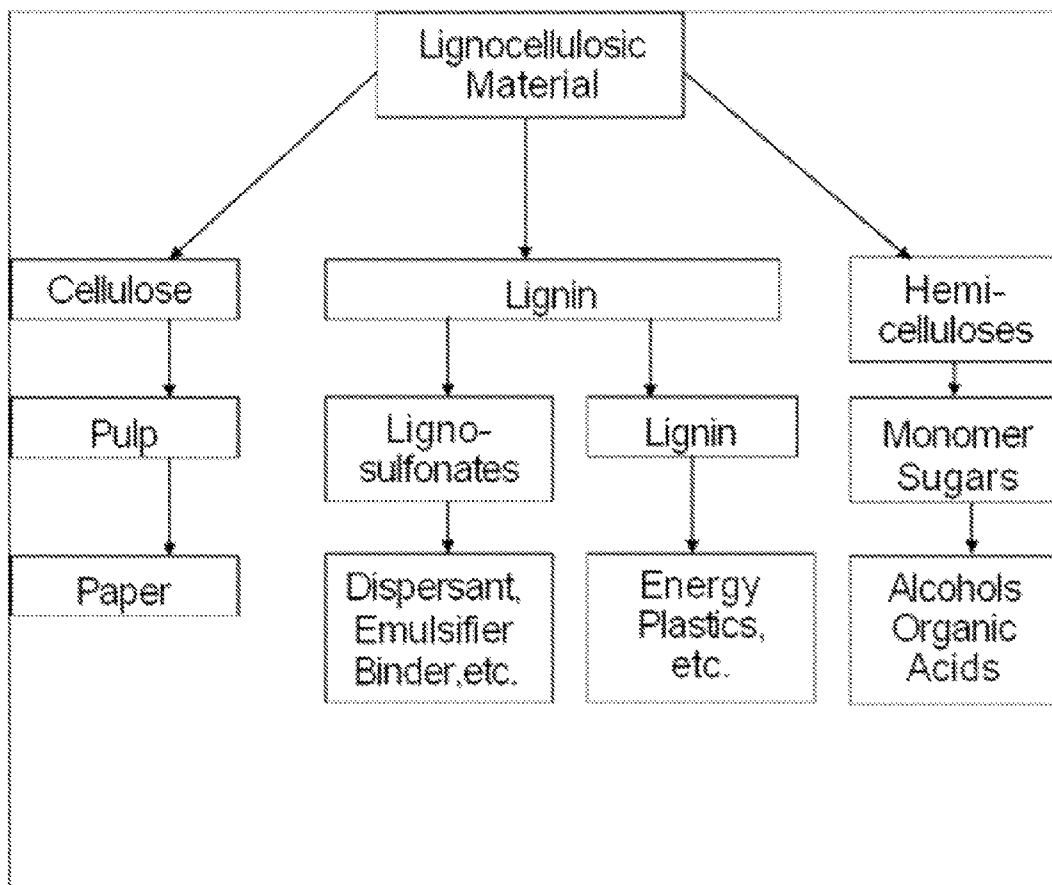 Lignocellulosic
Material
Cellulose
Lignin
Hemi-
celluloses
Pulp
Ligno-
sulfonates
Lignin
Monomer
Sugars
Paper
Dispersant,
Emulsifier
Binder,etc.
Energy
Plastics,
etc.
Alcohols
Organic
Acids